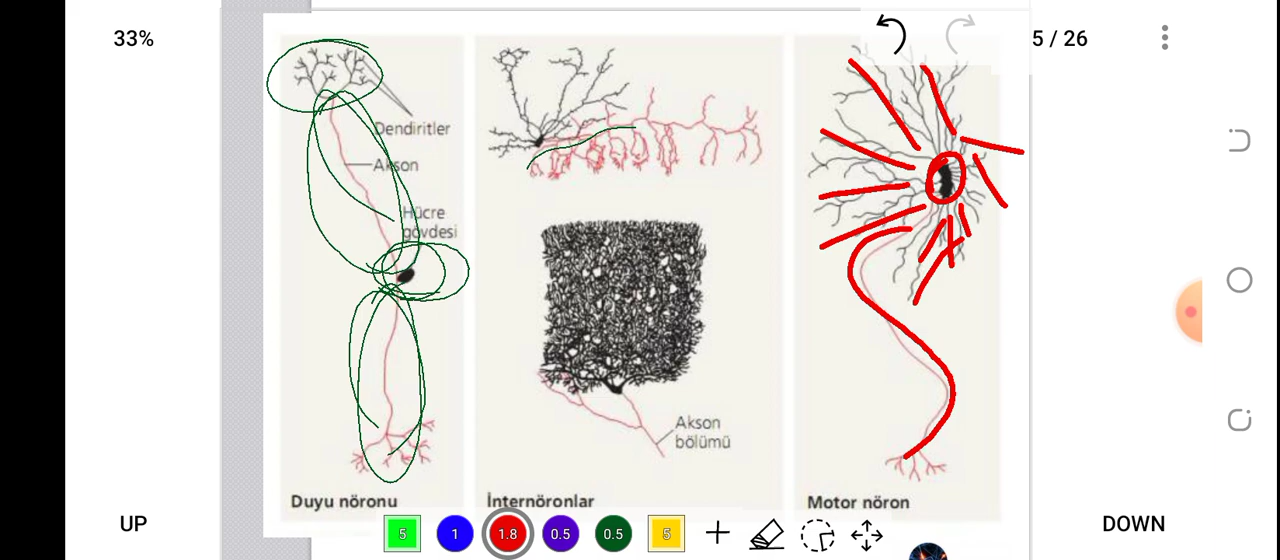 33%
5 / 26
Dendiritler
Akson
Hücre
gövdesi
Akson
bölümü
Duyu nöronu
İnternöronlar
Motor nöron
UP
5
1
1.8
0.5
0.5
5
DOWN